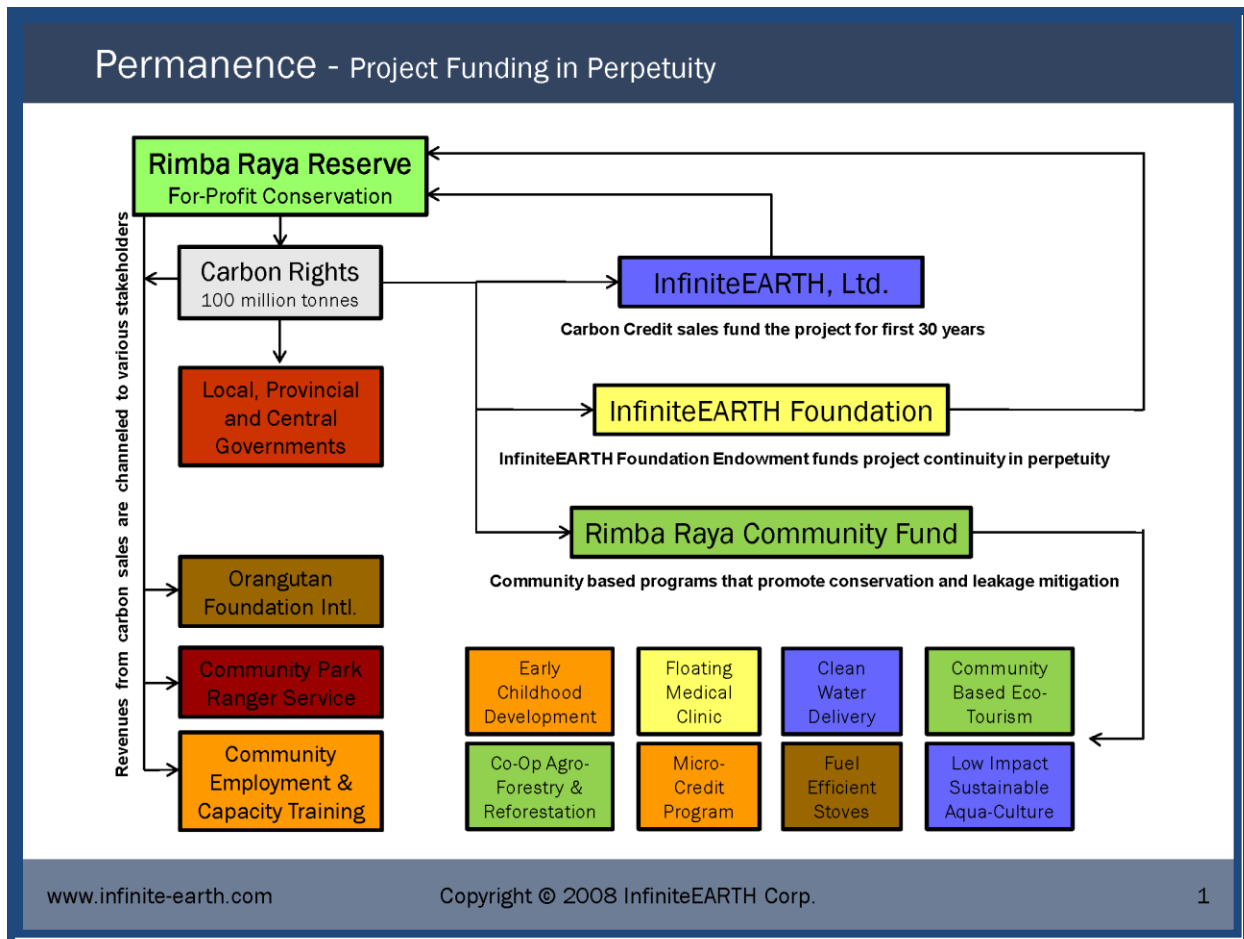 Permanence - Project Funding in Perpetuity
Rimba Raya Reserve
For-Profit Conservation
Revenues from carbon sales are channeled to various stakeholders
Carbon Rights
100 million tonnes
InfiniteEARTH, Ltd.
Carbon Credit sales fund the project for first 30 years
Local, Provincial
and Central
Governments
InfiniteEARTH Foundation
InfiniteEARTH Foundation Endowment funds project continuity in perpetuity
Rimba Raya Community Fund
Community based programs that promote conservation and leakage mitigation
Orangutan
Foundation Intl.
Community Park
Ranger Service
Community
Employment &
Capacity Training
Early
Childhood
Development
Floating
Medical
Clinic
Clean
Water
Delivery
Community
Based Eco-
Tourism
Co-Op Agro-
Forestry &
Reforestation
Micro-
Credit
Program
Fuel
Efficient
Stoves
Low Impact
Sustainable
Aqua-Culture
www.infinite-earth.com
Copyright © 2008 InfiniteEARTH Corp.
1